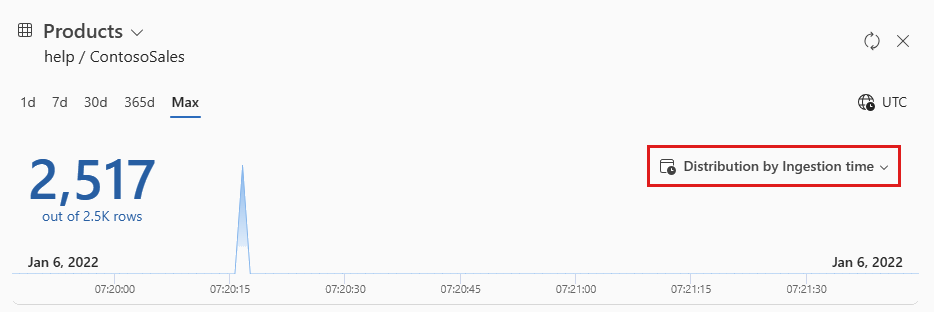 Products
help / ContosoSales
1d 7d 30d 365d Max
UTC
2,517
out of 2.5K rows
Distribution by Ingestion time
Jan 6, 2022 Jan 6, 2022
07:20:00 07:20:15 07:20:30 07:20:45 07:21:00 07:21:15 07:21:30